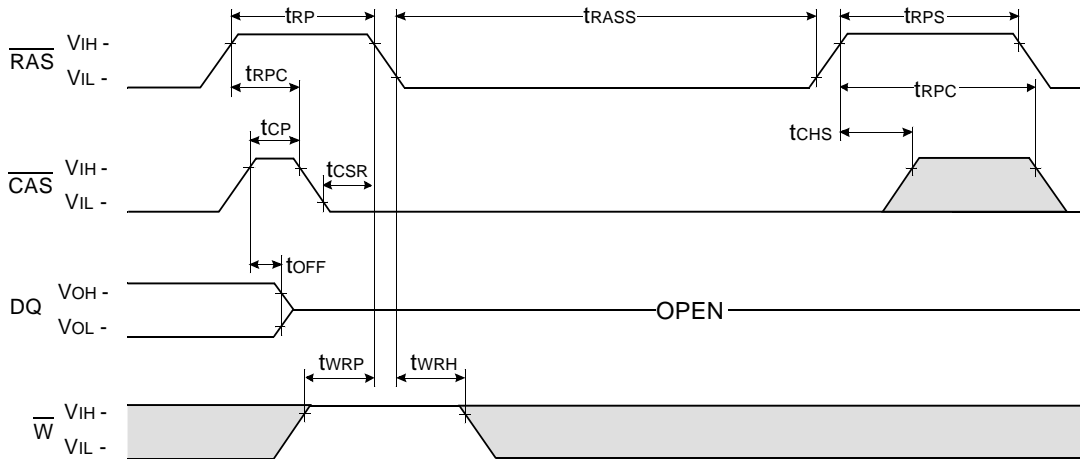 tRP tRASS tRPS
RAS VIH -
VIL -
tRPC tRPC
tCP tCHS
tCSR
CAS VIH -
VIL -
tOFF
DQ VOH -
VOL -
OPEN
tWRP tWRH
W VIH -
VIL -